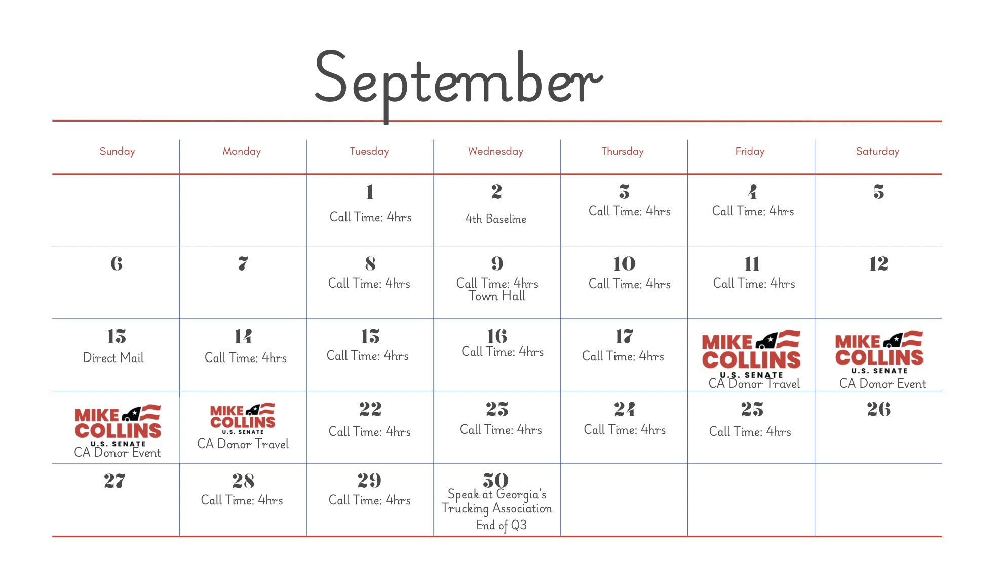 September
Sunday Monday Tuesday Wednesday Thursday Friday Saturday
1 2 3 4 5
Call Time: 4hrs 4th Baseline Call Time: 4hrs Call Time: 4hrs
6 7 8 9 10 11 12
Call Time: 4hrs Call Time: 4hrs Call Time: 4hrs Call Time: 4hrs
Town Hall
13 14 15 16 17 MIKE MIKE
COLLINS COLLINS
U.S. SENATE U.S. SENATE
Direct Mail Call Time: 4hrs Call Time: 4hrs Call Time: 4hrs Call Time: 4hrs CA Donor Travel CA Donor Event
MIKE MIKE 22 23 24 25 26
COLLINS COLLINS
U.S. SENATE U.S. SENATE
CA Donor Event CA Donor Travel Call Time: 4hrs Call Time: 4hrs Call Time: 4hrs Call Time: 4hrs
27 28 29 30
Call Time: 4hrs Call Time: 4hrs Speak at Georgia's
Trucking Association
End of Q3